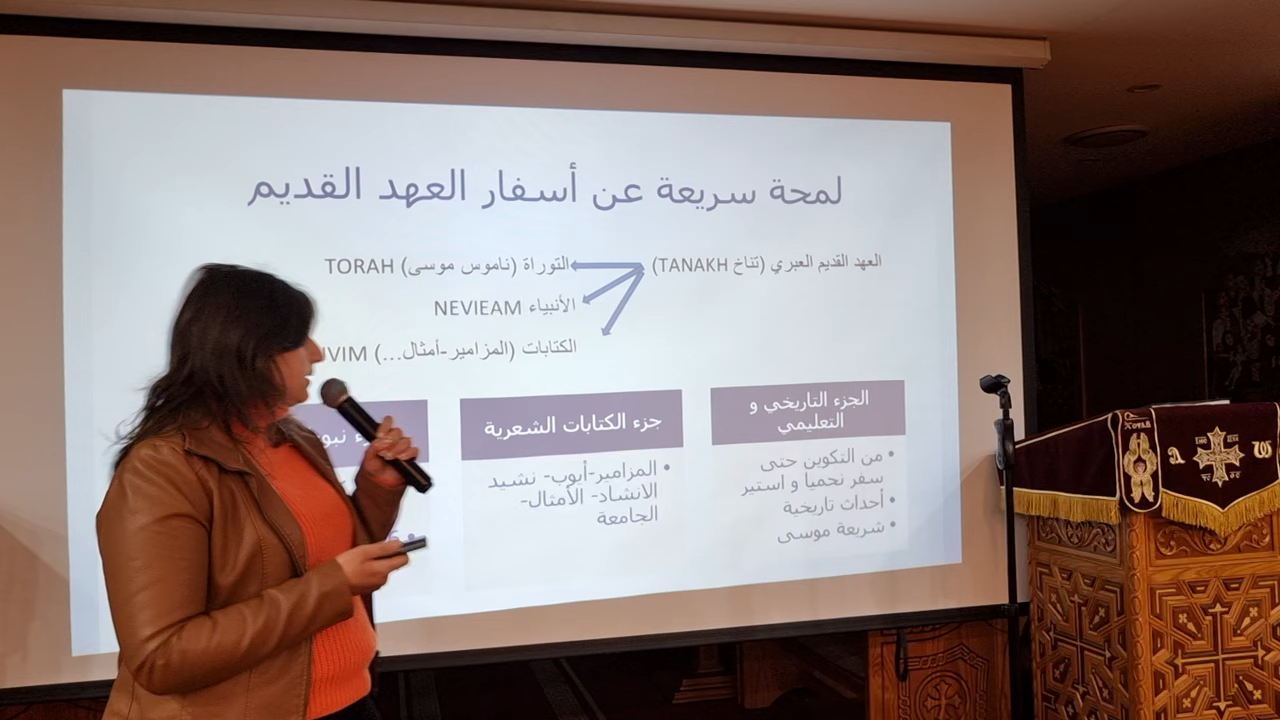 لمحة سريعة عن أسفار العهد القديم
العهد القديم العبري (تناخ TANAKH)
التوراة (ناموس موسى) TORAH
الأنبياء NEVIEAM
الكتابات (المزامير-أمثال...)
الجزء التاريخي و
التعليمي
• من التكوين حتى
سفر نحميا و استير
• أحداث تاريخية
• شريعة موسى
جزء الكتابات الشعرية
• المزامير-أيوب- نشيد
الانشاد- الأمثال-
الجامعة